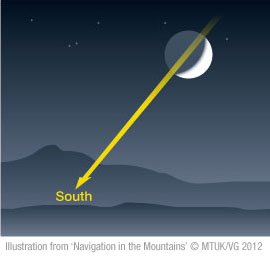 South
Illustration from 'Navigation in the Mountains' © MTUK/VG 2012